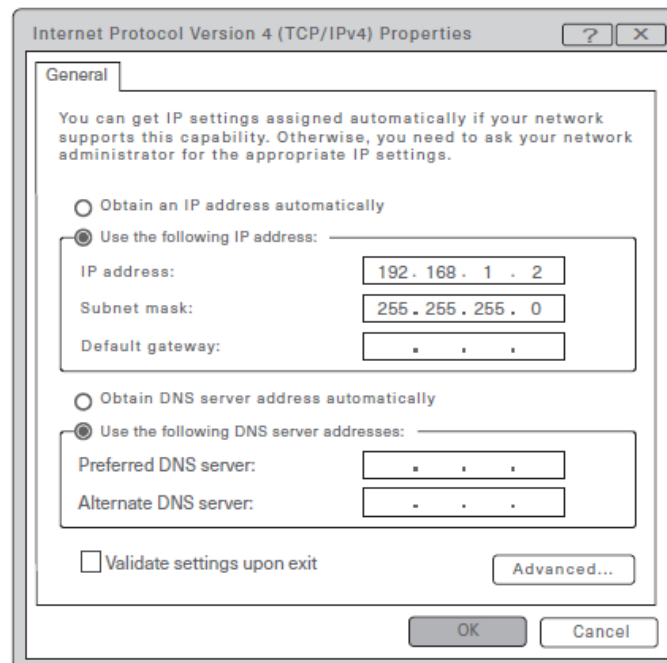 Internet Protocol Version 4 (TCP/IPv4) Properties ? X
General
You can get IP settings assigned automatically if your network
supports this capability. Otherwise, you need to ask your network
administrator for the appropriate IP settings.
Obtain an IP address automatically
Use the following IP address:
IP address: 192 . 168 . 1 . 2
Subnet mask: 255 . 255 . 255 . 0
Default gateway: . . .
Obtain DNS server address automatically
Use the following DNS server addresses:
Preferred DNS server: . . .
Alternate DNS server: . . .
Validate settings upon exit
Advanced...
OK Cancel